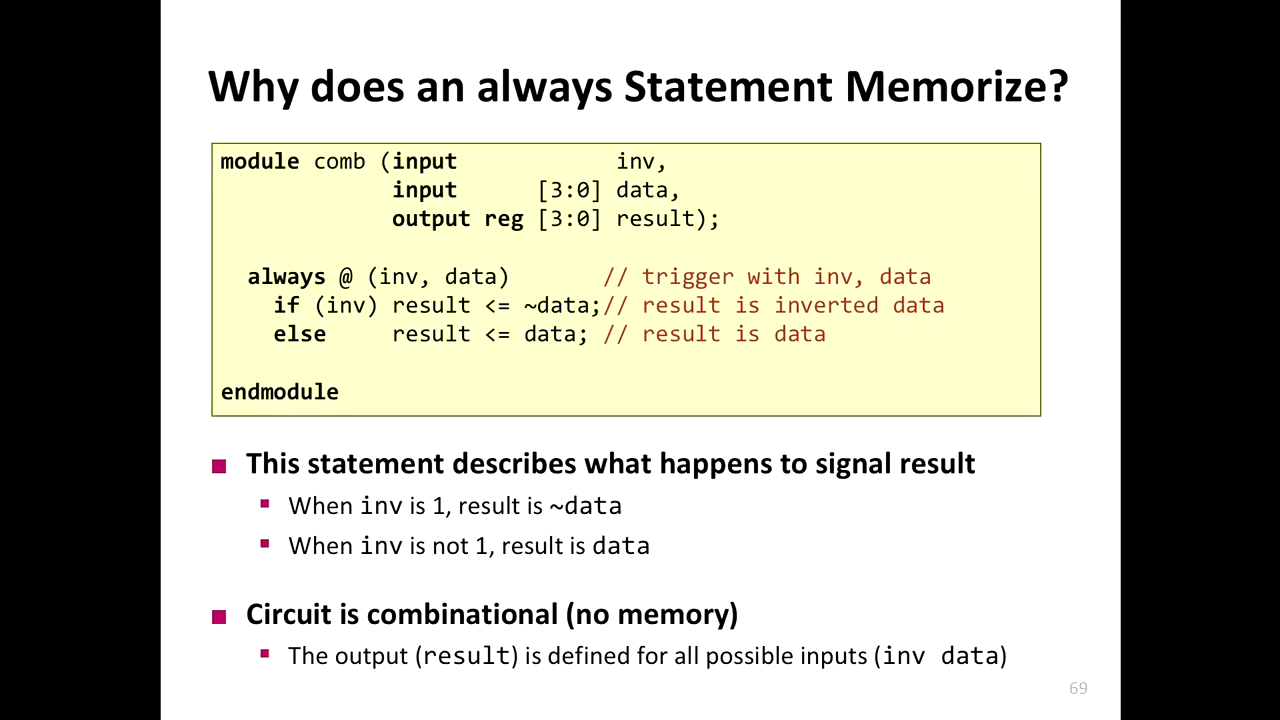 Why does an always Statement Memorize?
module comb (input            inv,
             input      [3:0] data,
             output reg [3:0] result);
  always @ (inv, data)       // trigger with inv, data
    if (inv) result <= ~data;// result is inverted data
    else     result <= data; // result is data
endmodule
■ This statement describes what happens to signal result
▪ When inv is 1, result is ~data
▪ When inv is not 1, result is data
■ Circuit is combinational (no memory)
▪ The output (result) is defined for all possible inputs (inv data)
69